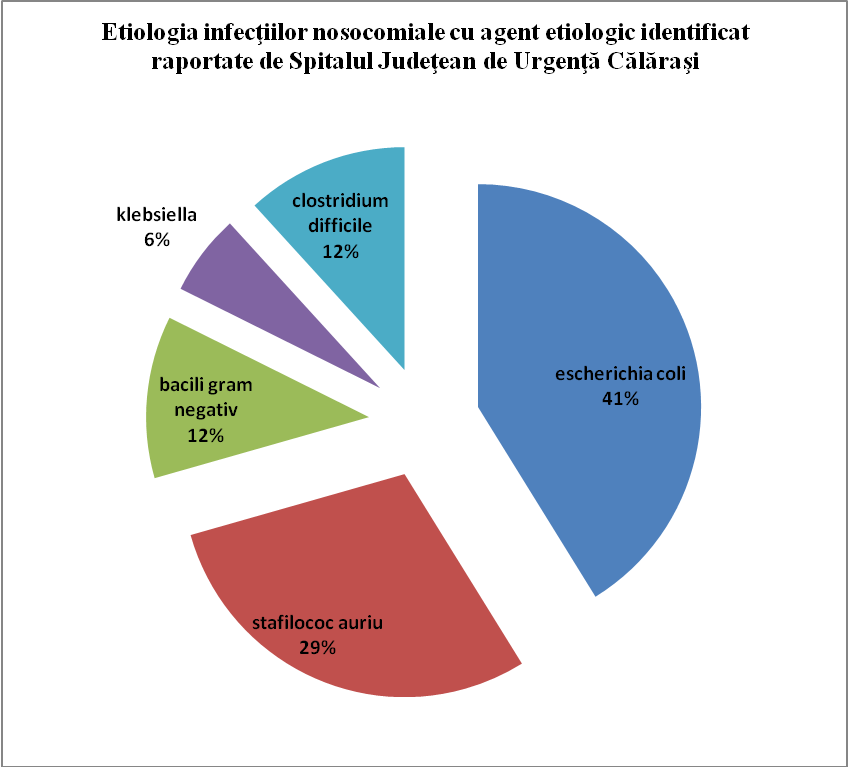 Etiologia infecţiilor nosocomiale cu agent etiologic identificat
raportate de Spitalul Judeţean de Urgenţă Călăraşi
clostridium
difficile
12%
klebsiella
6%
bacili gram
negativ
12%
escherichia coli
41%
stafilococ auriu
29%